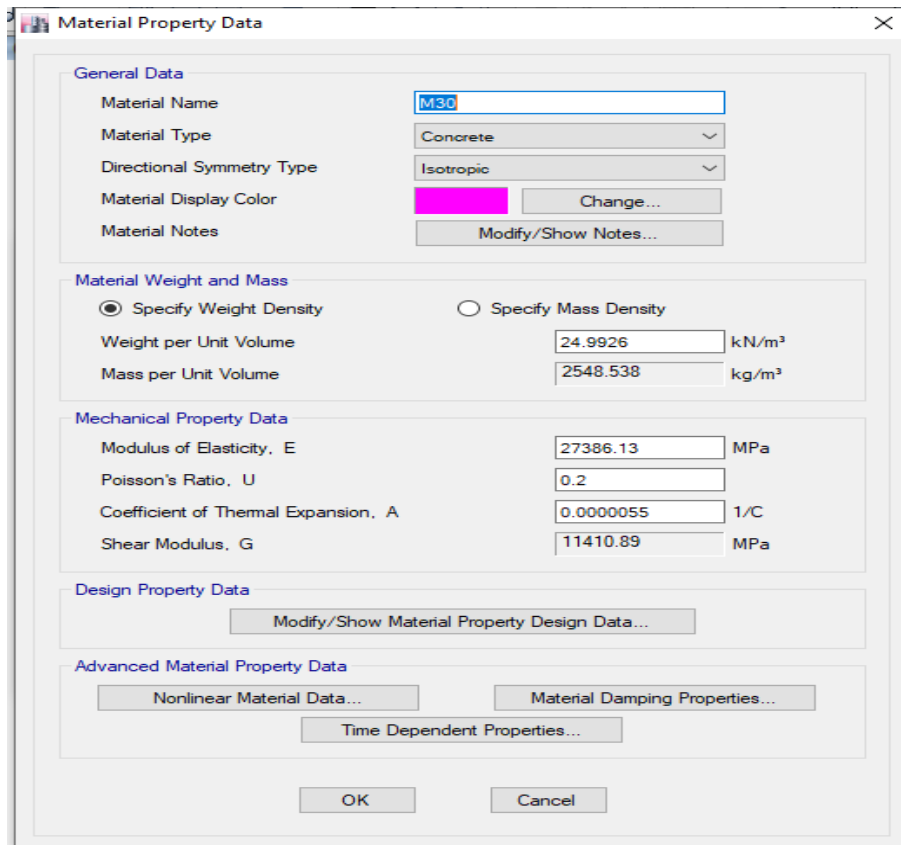 Material Property Data
General Data
Material Name M30
Material Type Concrete
Directional Symmetry Type Isotropic
Material Display Color Change...
Material Notes Modify/Show Notes...
Material Weight and Mass
Specify Weight Density Specify Mass Density
Weight per Unit Volume 24.9926 kN/m³
Mass per Unit Volume 2548.538 kg/m³
Mechanical Property Data
Modulus of Elasticity, E 27386.13 MPa
Poisson's Ratio, U 0.2
Coefficient of Thermal Expansion, A 0.0000055 1/C
Shear Modulus, G 11410.89 MPa
Design Property Data
Modify/Show Material Property Design Data...
Advanced Material Property Data
Nonlinear Material Data... Material Damping Properties...
Time Dependent Properties...
OK Cancel